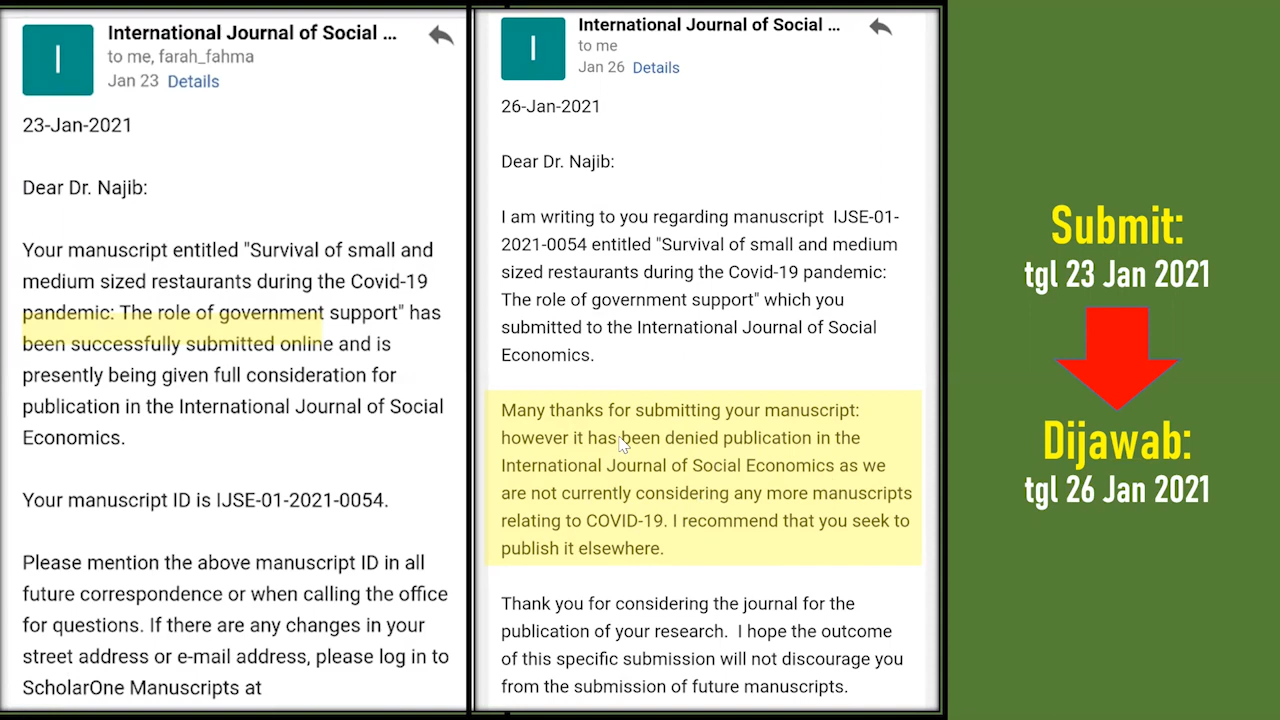 I
International Journal of Social ...
to me, farah_fahma
Jan 23 Details
23-Jan-2021
Dear Dr. Najib:
Your manuscript entitled "Survival of small and
medium sized restaurants during the Covid-19
pandemic: The role of government support" has
been successfully submitted online and is
presently being given full consideration for
publication in the International Journal of Social
Economics.
Your manuscript ID is IJSE-01-2021-0054.
Please mention the above manuscript ID in all
future correspondence or when calling the office
for questions. If there are any changes in your
street address or e-mail address, please log in to
ScholarOne Manuscripts at
I
International Journal of Social ...
to me
Jan 26 Details
26-Jan-2021
Dear Dr. Najib:
I am writing to you regarding manuscript IJSE-01-
2021-0054 entitled "Survival of small and medium
sized restaurants during the Covid-19 pandemic:
The role of government support" which you
submitted to the International Journal of Social
Economics.
Many thanks for submitting your manuscript:
however it has been denied publication in the
International Journal of Social Economics as we
are not currently considering any more manuscripts
relating to COVID-19. I recommend that you seek to
publish it elsewhere.
Thank you for considering the journal for the
publication of your research. I hope the outcome
of this specific submission will not discourage you
from the submission of future manuscripts.
Submit:
tgl 23 Jan 2021
Dijawab:
tgl 26 Jan 2021